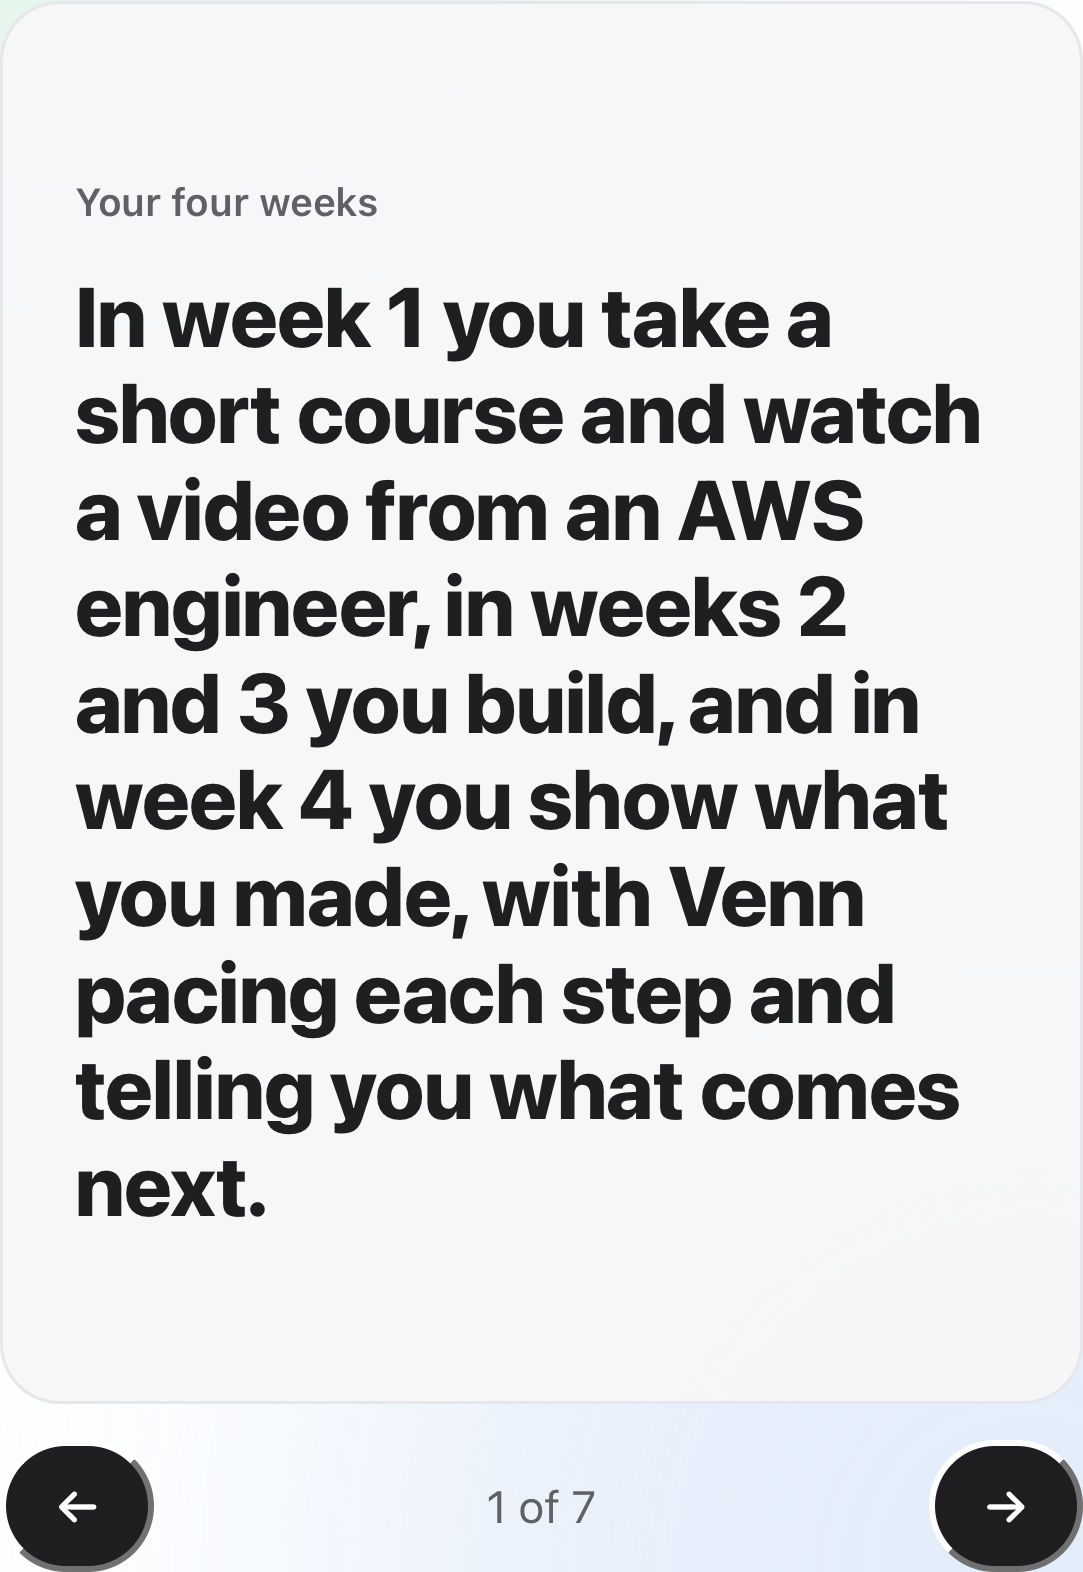 Your four weeks
In week 1 you take a
short course and watch
a video from an AWS
engineer, in weeks 2
and 3 you build, and in
week 4 you show what
you made, with Venn
pacing each step and
telling you what comes
next.
1 of 7